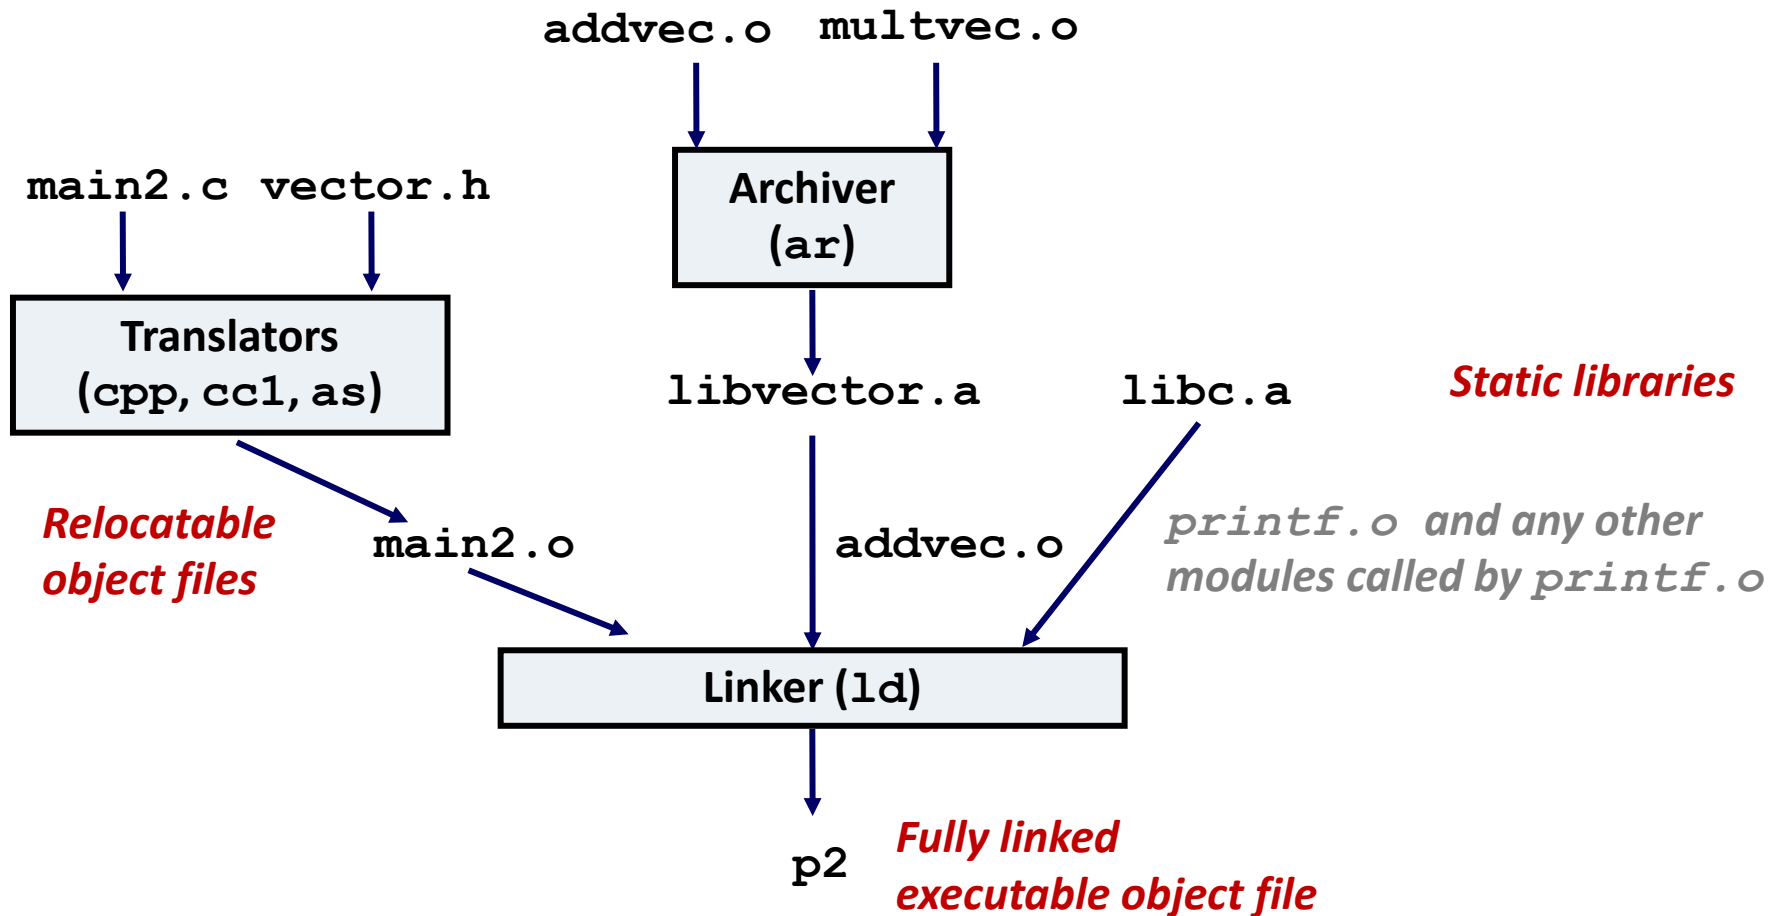 addvec.o multvec.o
main2.c vector.h
Archiver
(ar)
Translators
(cpp, cc1, as)
libvector.a
libc.a
Static libraries
Relocatable
object files
main2.o
addvec.o
printf.o and any other
modules called by printf.o
Linker (ld)
p2
Fully linked
executable object file